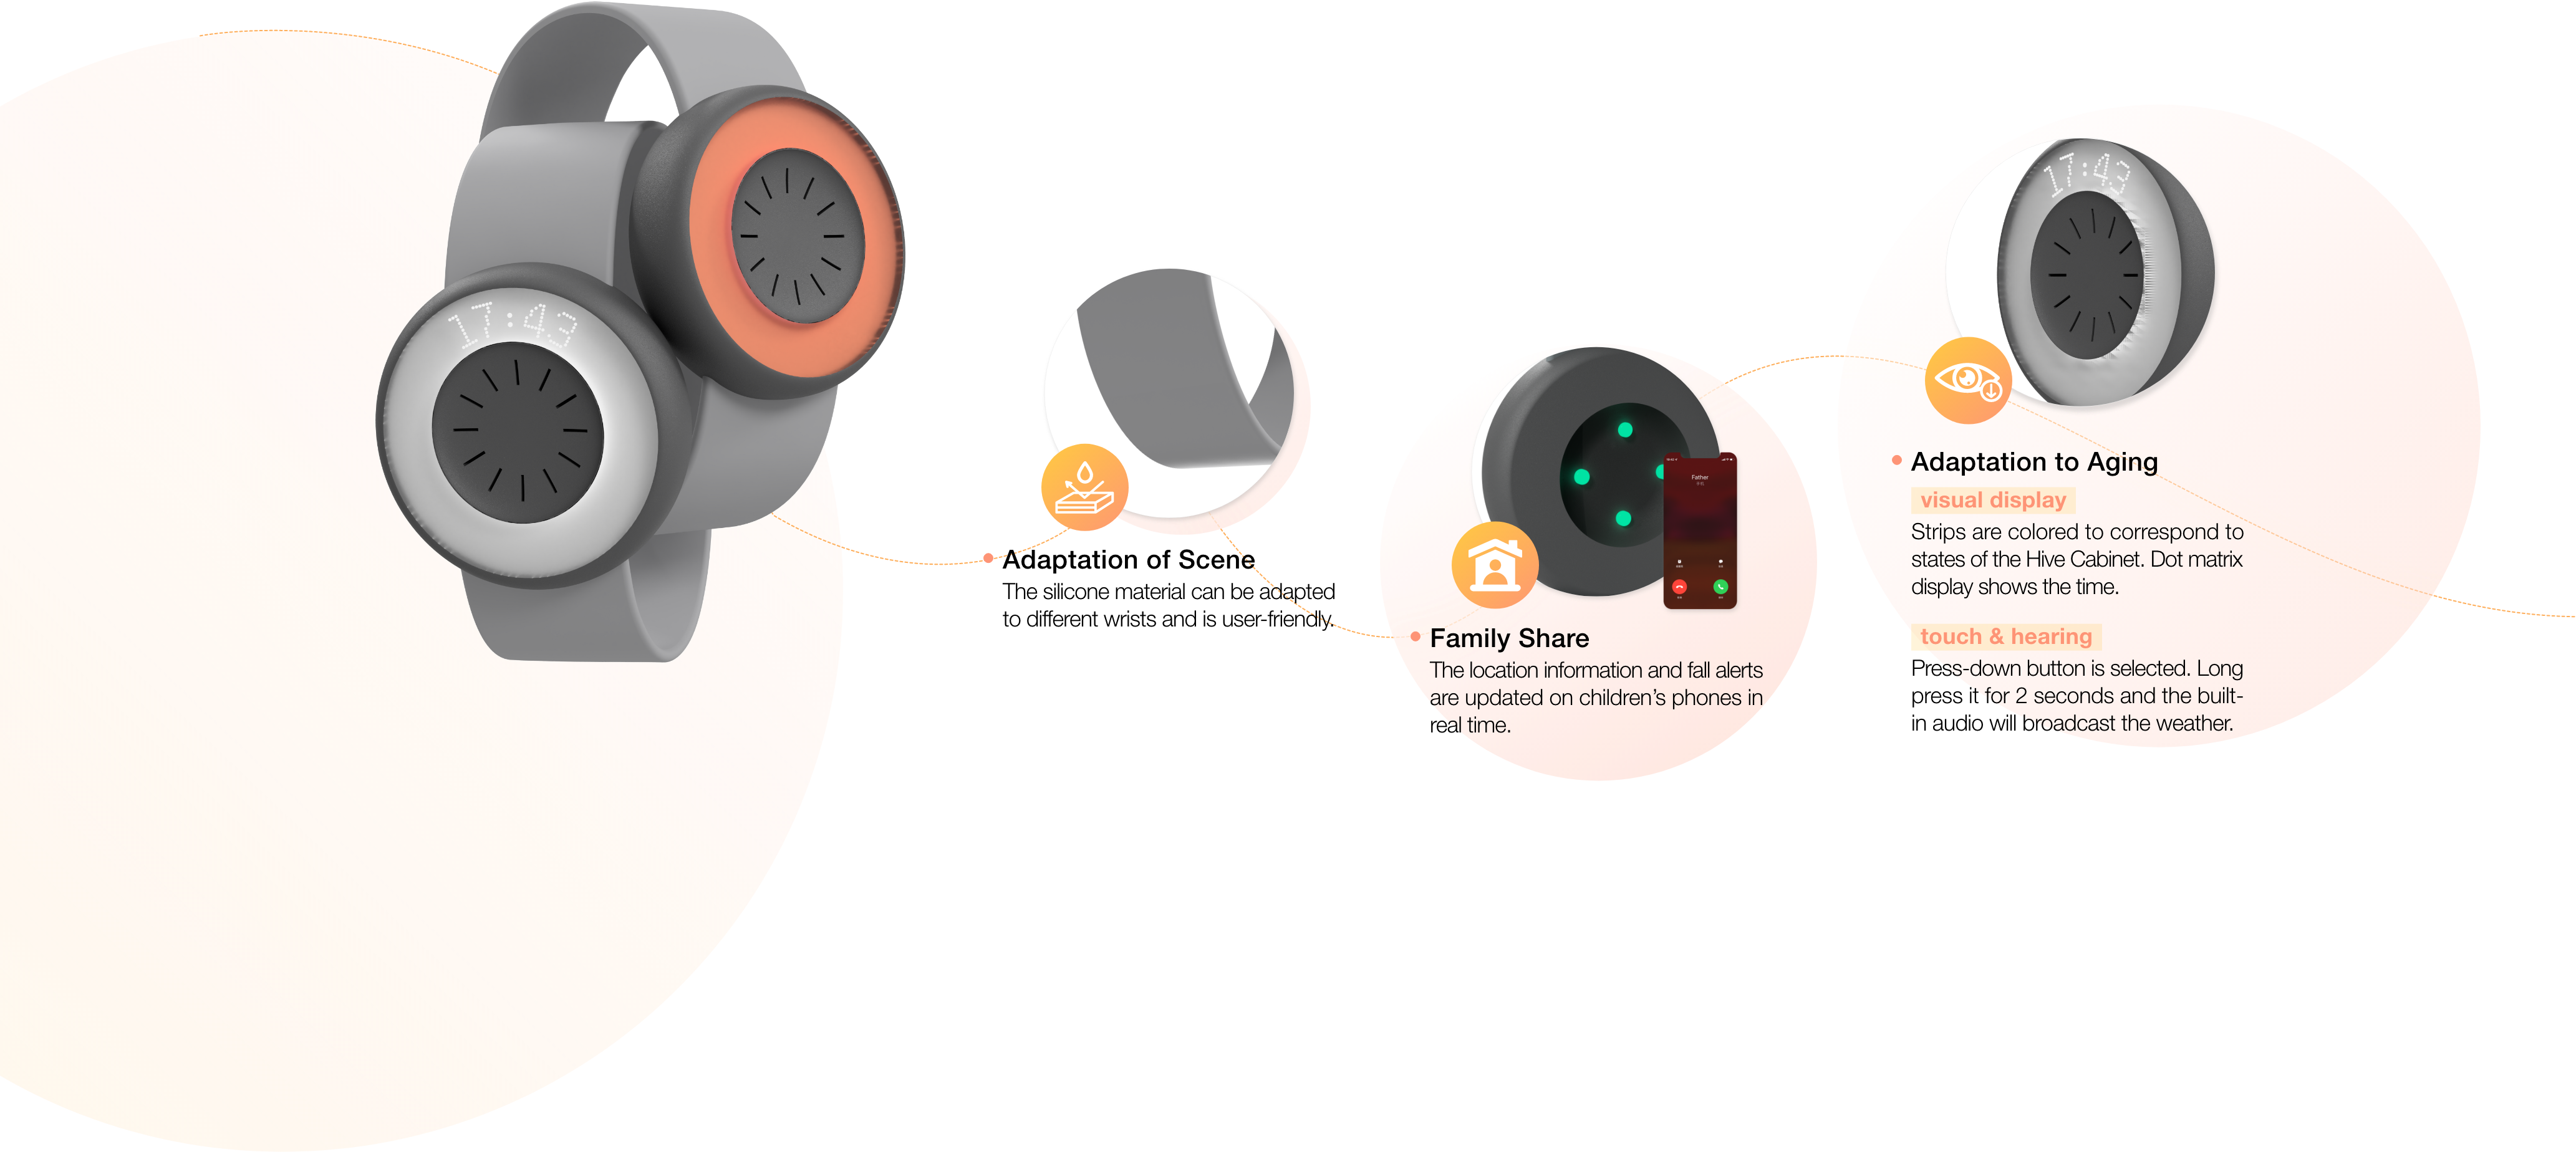 17:43
Adaptation of Scene
The silicone material can be adapted
to different wrists and is user-friendly.
Father
Family Share
The location information and fall alerts
are updated on children’s phones in
real time.
17:43
Adaptation to Aging
visual display
Strips are colored to correspond to
states of the Hive Cabinet. Dot matrix
display shows the time.
touch & hearing
Press-down button is selected. Long
press it for 2 seconds and the built-
in audio will broadcast the weather.